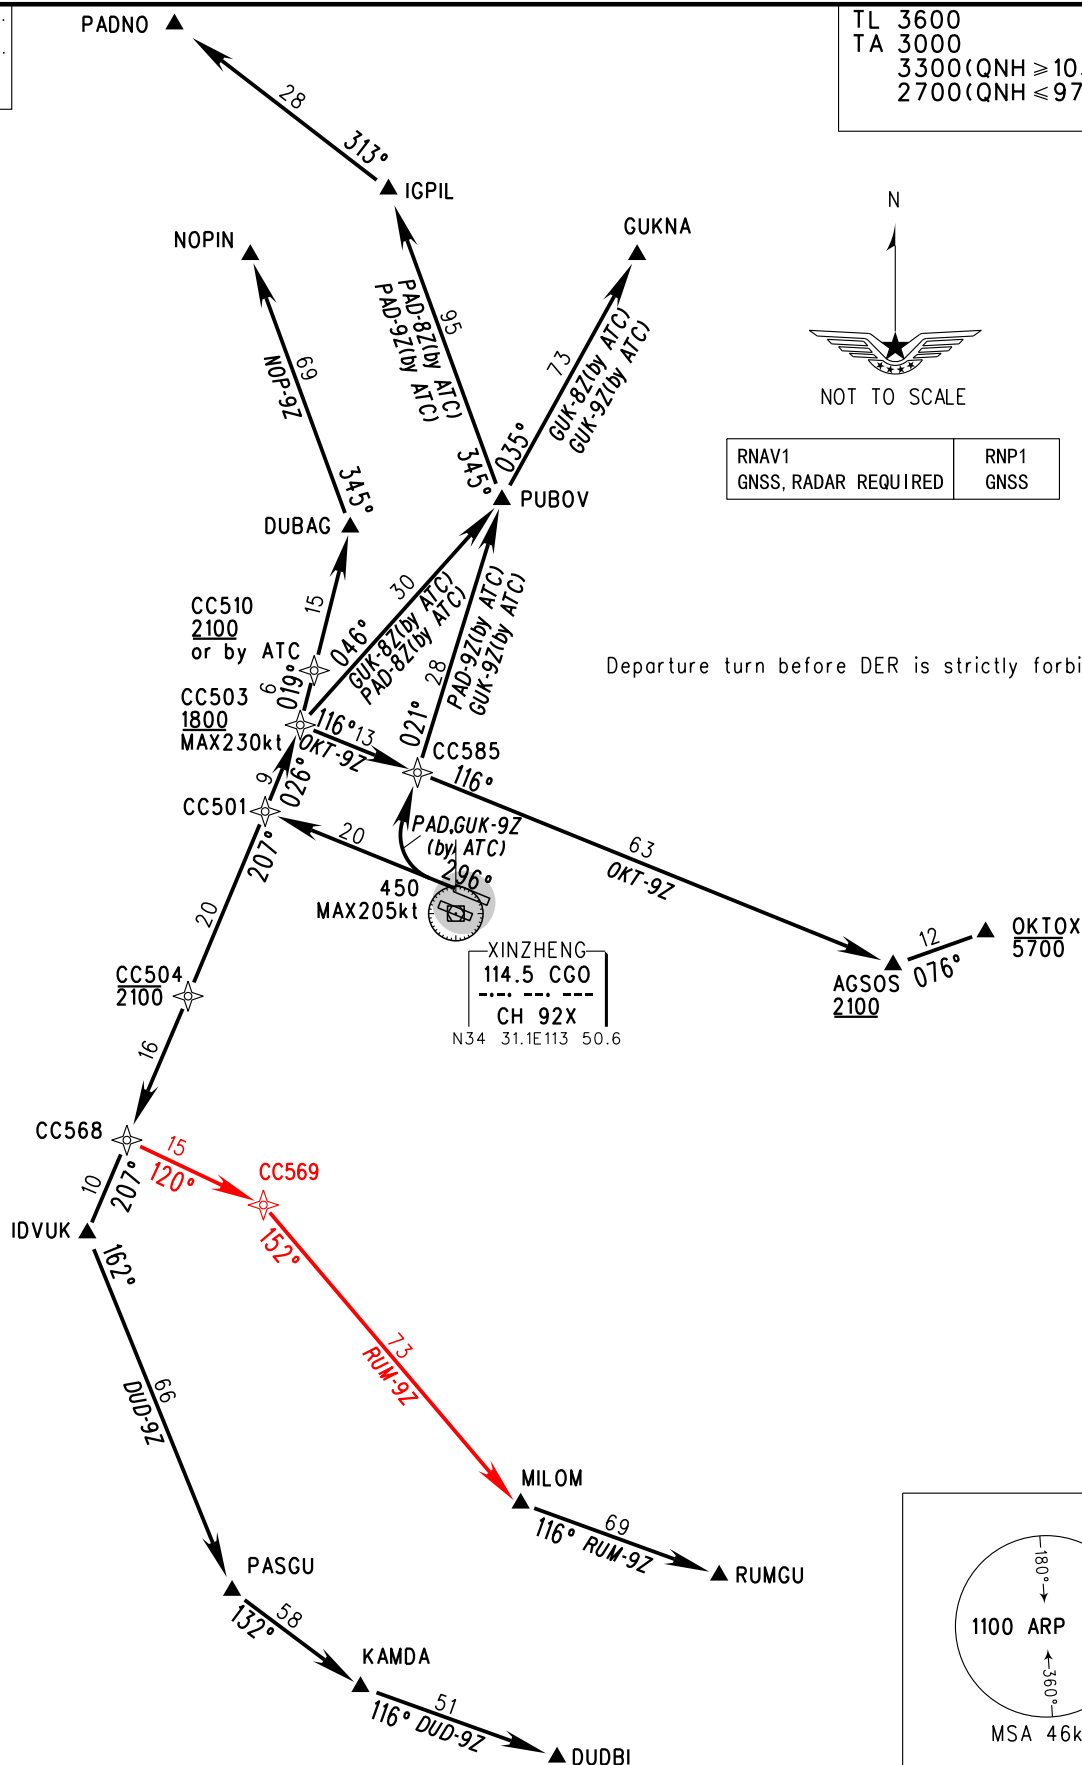 PADNO
TL 3600
TA 3000
3300(QNH ≥ 10
2700(QNH ≤ 97
28
313°
IGPIL
N
NOPIN
GUKNA
95
PAD-8Z(by ATC)
PAD-9Z(by ATC)
69
NOP-9Z
73
GUK-8Z(by ATC)
GUK-9Z(by ATC)
NOT TO SCALE
RNAV1
GNSS, RADAR REQUIRED
RNP1
GNSS
345°
345°
035°
PUBOV
DUBAG
15
30
GUK-8Z(by ATC)
PAD-8Z(by ATC)
PAD-9Z(by ATC)
GUK-9Z(by ATC)
28
CC510
2100
or by ATC
046°
Departure turn before DER is strictly forbi
6
019°
CC503
1800
MAX230kt
116°
13
OKT-9Z
021°
CC585
116°
9
026°
CC501
207°
20
PAD,GUK-9Z
(by ATC)
296°
450
MAX205kt
63
OKT-9Z
20
XINZHENG
114.5 CGO
CH 92X
N34 31.1E113 50.6
12
076°
OKTOX
5700
AGSOS
2100
CC504
2100
16
CC568
15
120°
CC569
10
207°
IDVUK
162°
152°
73
RUM-9Z
66
DUD-9Z
MILOM
69
116° RUM-9Z
RUMGU
PASGU
58
132°
KAMDA
51
116° DUD-9Z
DUDBI
180°
1100 ARP
360°
MSA 46k